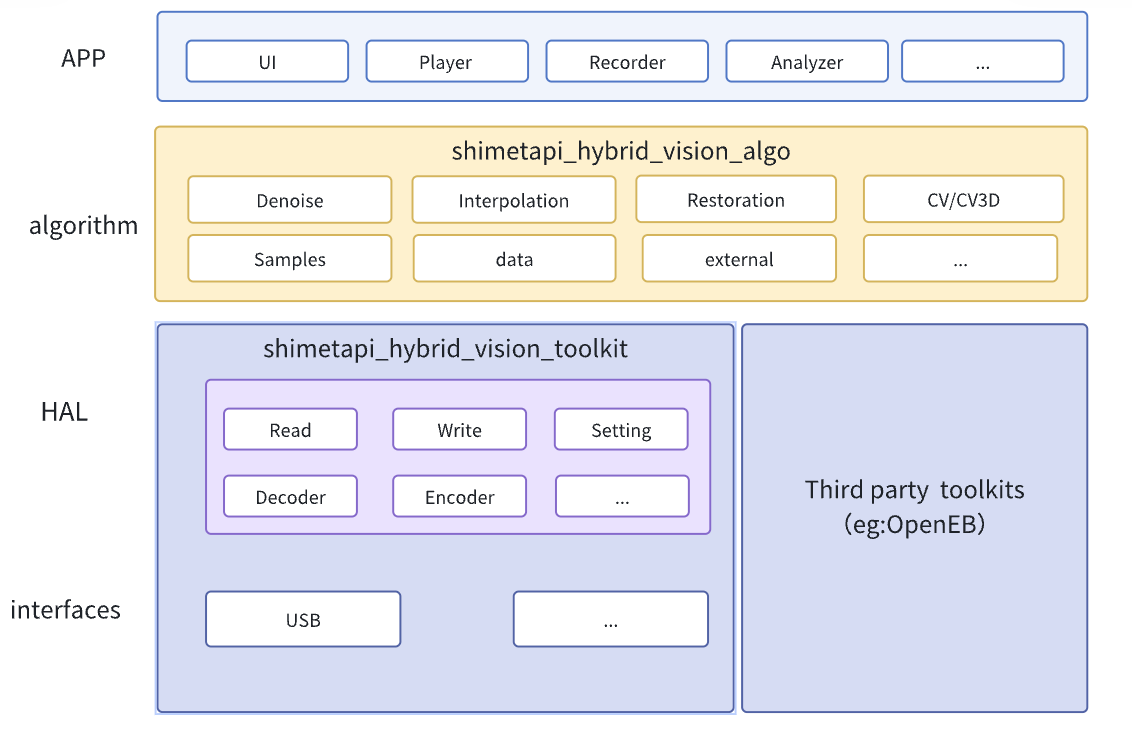 APP
UI
Player
Recorder
Analyzer
...
shimetapi_hybrid_vision_algo
algorithm
Denoise
Interpolation
Restoration
CV/CV3D
Samples
data
external
...
shimetapi_hybrid_vision_toolkit
HAL
Read
Write
Setting
Decoder
Encoder
...
Third party toolkits
（eg:OpenEB）
interfaces
USB
...